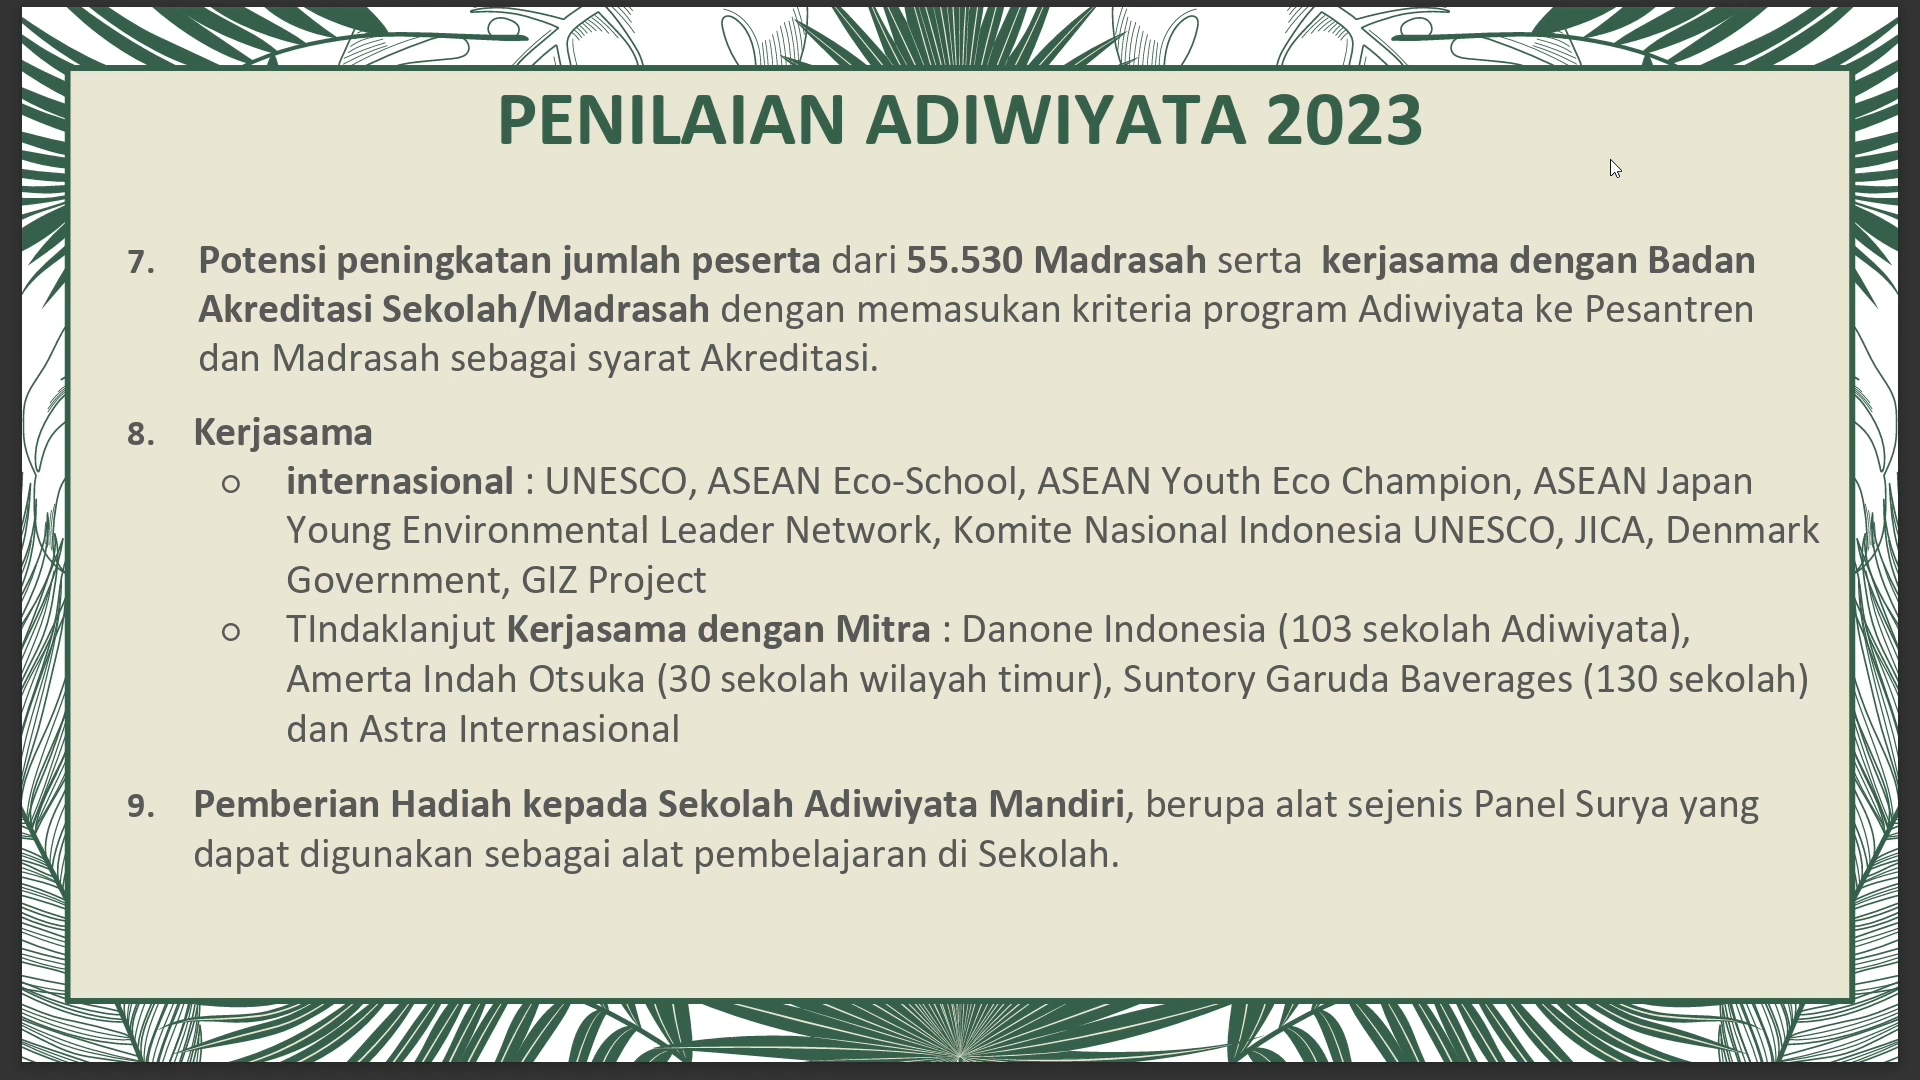 PENILAIAN ADIWIYATA 2023
7. Potensi peningkatan jumlah peserta dari 55.530 Madrasah serta kerjasama dengan Badan
Akreditasi Sekolah/Madrasah dengan memasukan kriteria program Adiwiyata ke Pesantren
dan Madrasah sebagai syarat Akreditasi.
8. Kerjasama
○ internasional : UNESCO, ASEAN Eco-School, ASEAN Youth Eco Champion, ASEAN Japan
Young Environmental Leader Network, Komite Nasional Indonesia UNESCO, JICA, Denmark
Government, GIZ Project
○ TIndaklanjut Kerjasama dengan Mitra : Danone Indonesia (103 sekolah Adiwiyata),
Amerta Indah Otsuka (30 sekolah wilayah timur), Suntory Garuda Baverages (130 sekolah)
dan Astra Internasional
9. Pemberian Hadiah kepada Sekolah Adiwiyata Mandiri, berupa alat sejenis Panel Surya yang
dapat digunakan sebagai alat pembelajaran di Sekolah.